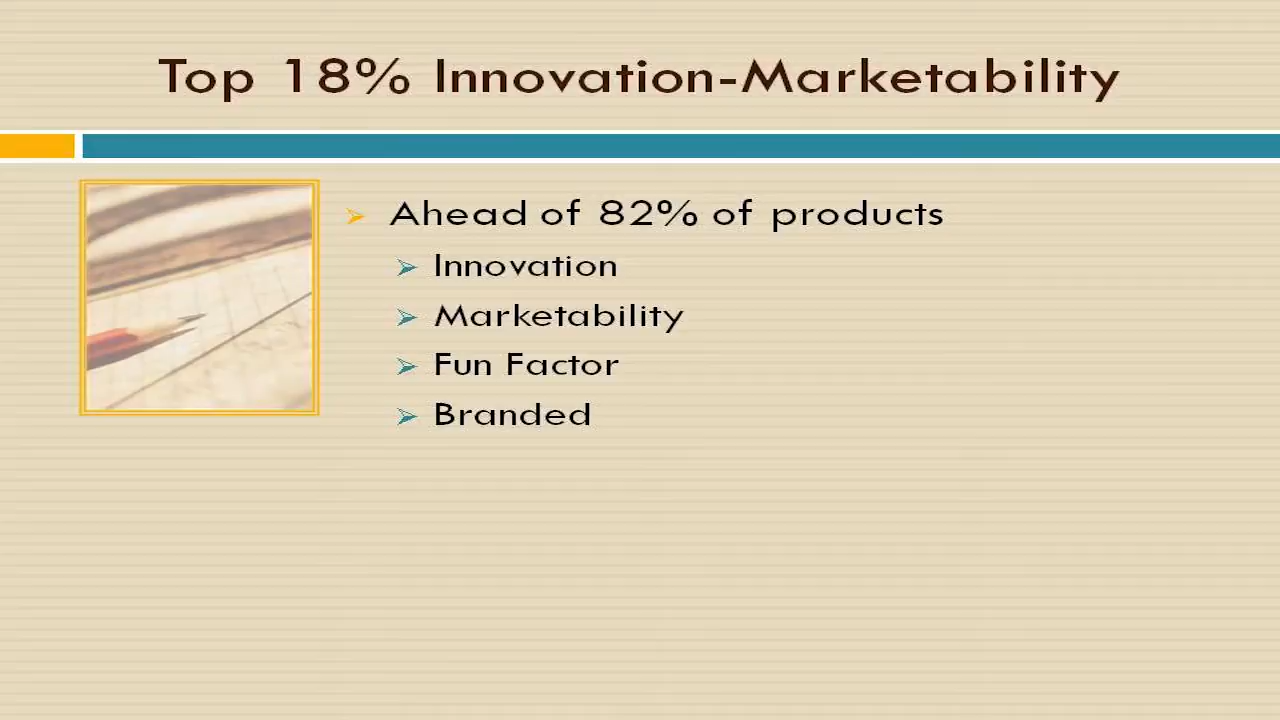 Top 18% Innovation-Marketability
Ahead of 82% of products
Innovation
Marketability
Fun Factor
Branded